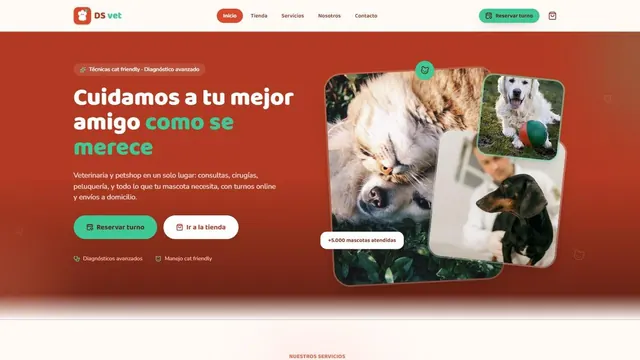 DS vet
Inicio
Tienda
Servicios
Nosotros
Contacto
Reservar turno
Técnicas cat friendly · Diagnóstico avanzado
Cuidamos a tu mejor
amigo como se
merece
Veterinaria y petshop en un solo lugar: consultas, cirugías,
peluquería, y todo lo que tu mascota necesita, con turnos online
y envíos a domicilio.
Reservar turno
Ir a la tienda
+5.000 mascotas atendidas
Diagnósticos avanzados
Manejo cat friendly
NUESTROS SERVICIOS